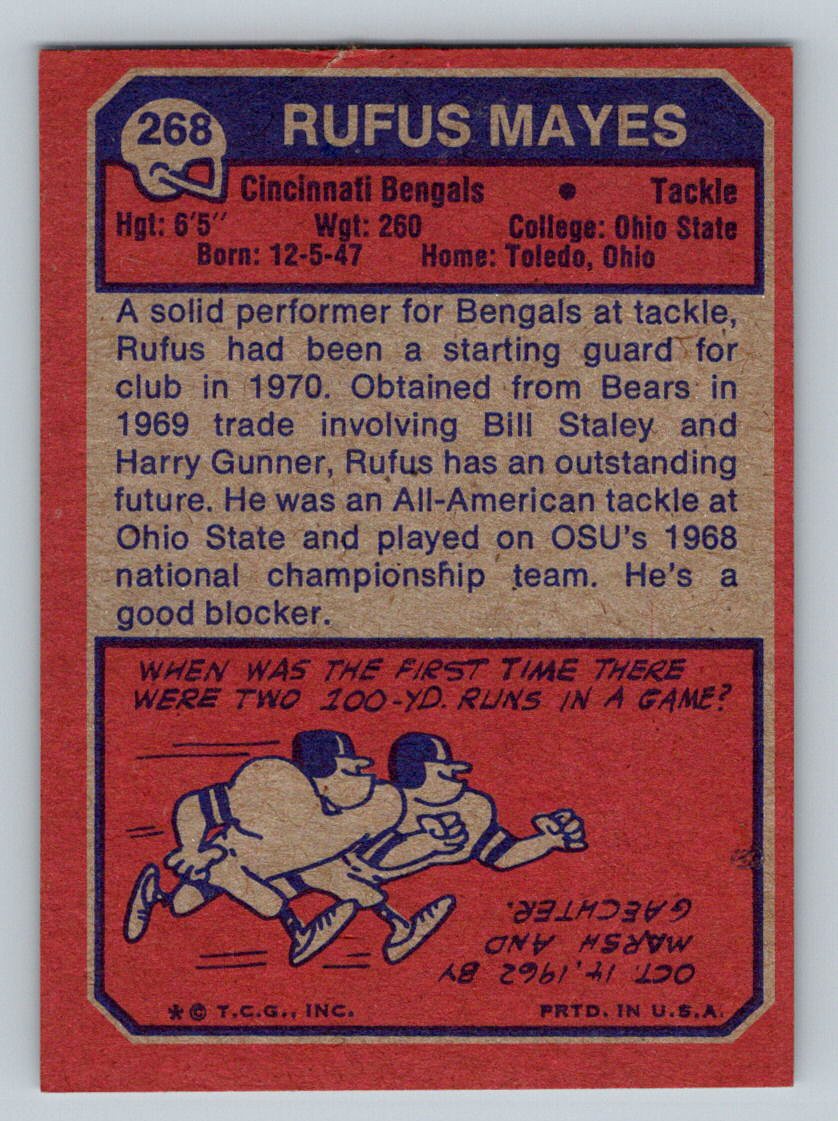 268
RUFUS MAYES
Cincinnati Bengals • Tackle
Hgt: 6'5" Wgt: 260 College: Ohio State
Born: 12-5-47 Home: Toledo, Ohio
A solid performer for Bengals at tackle,
Rufus had been a starting guard for
club in 1970. Obtained from Bears in
1969 trade involving Bill Staley and
Harry Gunner, Rufus has an outstanding
future. He was an All-American tackle at
Ohio State and played on OSU's 1968
national championship team. He's a
good blocker.
WHEN WAS THE FIRST TIME THERE
WERE TWO 100-YD. RUNS IN A GAME?
OCT. 14, 1962 BY
MARSH AND
GAECHTER.
*© T.C.G., INC. PRTD. IN U.S.A.